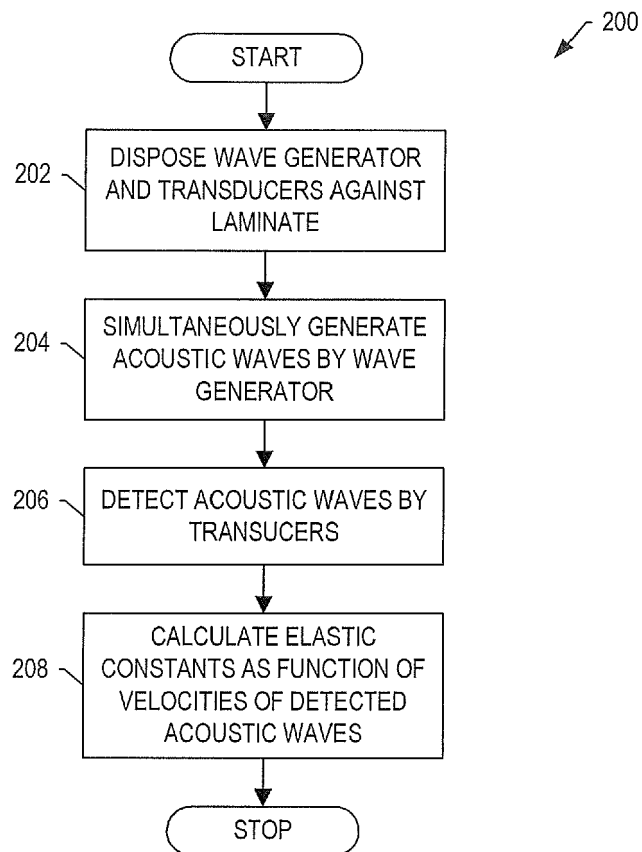 200
START
202
DISPOSE WAVE GENERATOR
AND TRANSDUCERS AGAINST
LAMINATE
204
SIMULTANEOUSLY GENERATE
ACOUSTIC WAVES BY WAVE
GENERATOR
206
DETECT ACOUSTIC WAVES BY
TRANSUCERS
208
CALCULATE ELASTIC
CONSTANTS AS FUNCTION OF
VELOCITIES OF DETECTED
ACOUSTIC WAVES
STOP